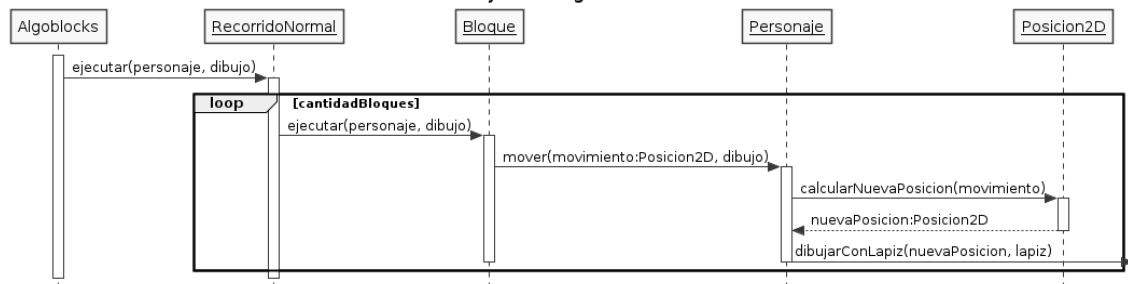 Algoblocks
RecorridoNormal
Bloque
Personaje
Posicion2D
ejecutar(personaje, dibujo)
loop [cantidadBloques]
ejecutar(personaje, dibujo)
mover(movimiento:Posicion2D, dibujo)
calcularNuevaPosicion(movimiento)
nuevaPosicion:Posicion2D
dibujarConLapiz(nuevaPosicion, lapiz)